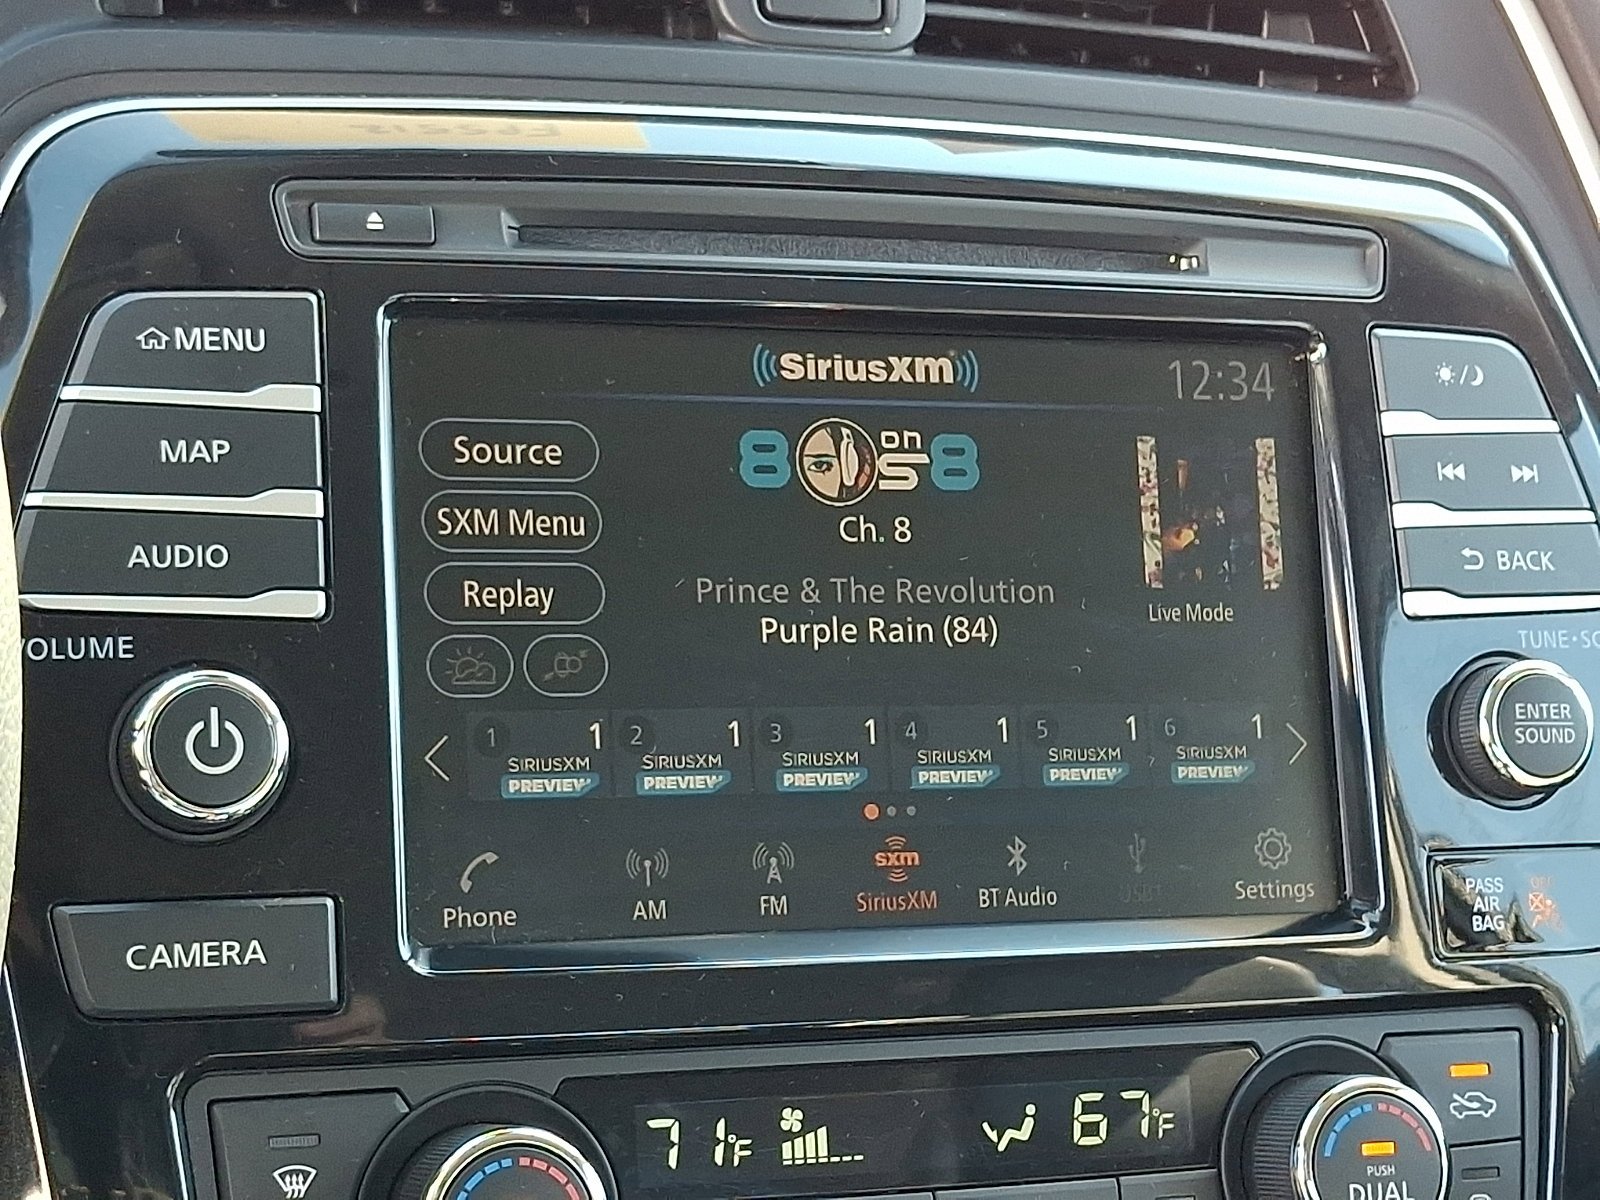 MENU
MAP
AUDIO
VOLUME
CAMERA
SiriusXM
12:34
Source
SXM Menu
Replay
80s on 8
Ch. 8
Prince & The Revolution
Purple Rain (84)
Live Mode
1 1 SIRIUSXM PREVIEW
2 1 SIRIUSXM PREVIEW
3 1 SIRIUSXM PREVIEW
4 1 SIRIUSXM PREVIEW
5 1 SIRIUSXM PREVIEW
6 1 SIRIUSXM PREVIEW
Phone
AM
FM
sxm
SiriusXM
BT Audio
Settings
BACK
TUNE·SC
ENTER
SOUND
PASS
AIR
BAG
OFF
71°F
67°F
PUSH
DUAL